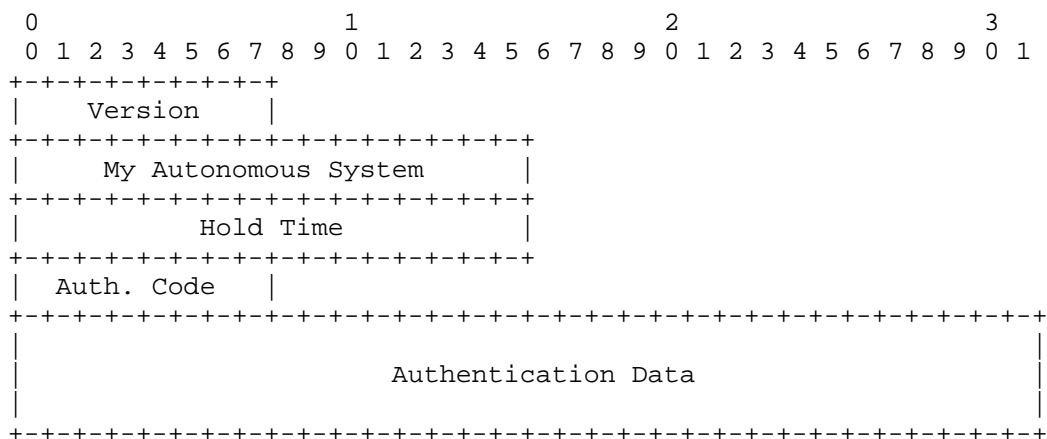 0                   1                   2                   3
 0 1 2 3 4 5 6 7 8 9 0 1 2 3 4 5 6 7 8 9 0 1 2 3 4 5 6 7 8 9 0 1
+-+-+-+-+-+-+-+-+
|    Version    |
+-+-+-+-+-+-+-+-+-+-+-+-+-+-+-+-+
|     My Autonomous System      |
+-+-+-+-+-+-+-+-+-+-+-+-+-+-+-+-+
|           Hold Time           |
+-+-+-+-+-+-+-+-+-+-+-+-+-+-+-+-+
|  Auth. Code   |
+-+-+-+-+-+-+-+-+-+-+-+-+-+-+-+-+-+-+-+-+-+-+-+-+-+-+-+-+-+-+-+-+
|                                                               |
|                       Authentication Data                     |
|                                                               |
+-+-+-+-+-+-+-+-+-+-+-+-+-+-+-+-+-+-+-+-+-+-+-+-+-+-+-+-+-+-+-+-+